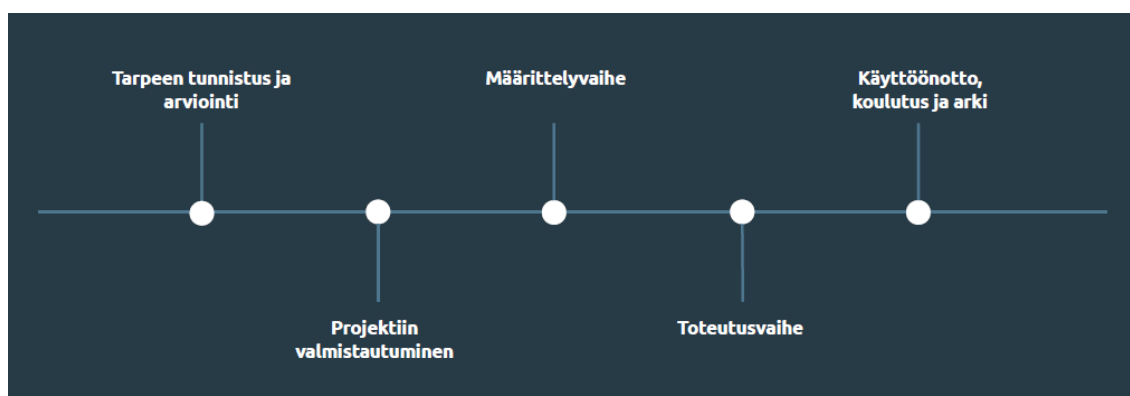 Tarpeen tunnistus ja
arviointi
Projektiin
valmistautuminen
Määrittelyvaihe
Toteutusvaihe
Käyttöönotto,
koulutus ja arki